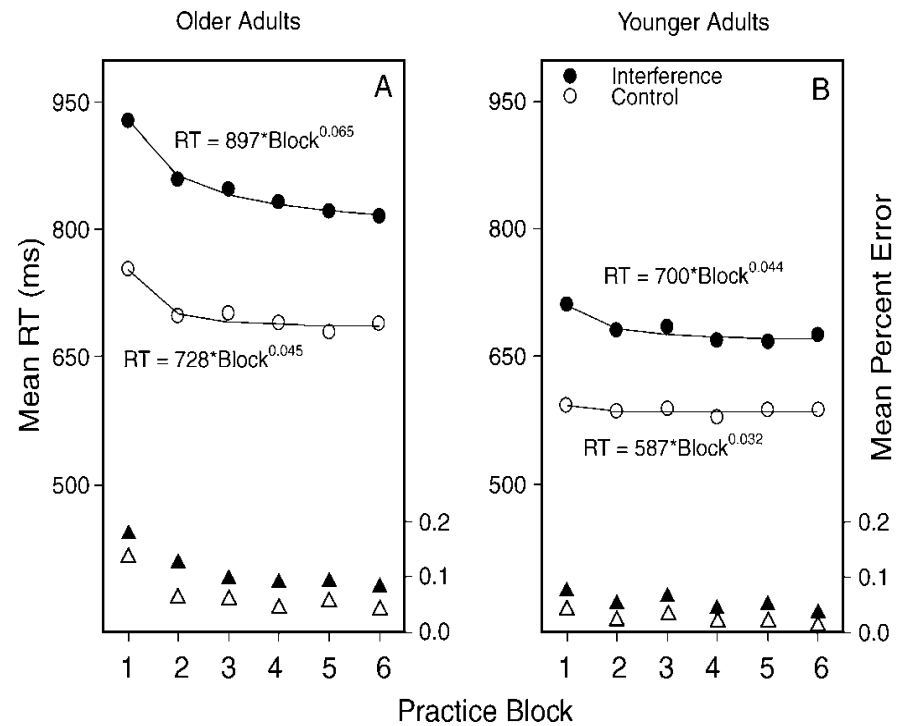 Older Adults
Younger Adults
A
B
Interference
Control
RT = 897*Block^0.065
RT = 728*Block^0.045
RT = 700*Block^0.044
RT = 587*Block^0.032
Mean RT (ms)
950
800
650
500
950
800
650
500
0.2
0.1
0.0
0.2
0.1
0.0
Mean Percent Error
1 2 3 4 5 6
1 2 3 4 5 6
Practice Block